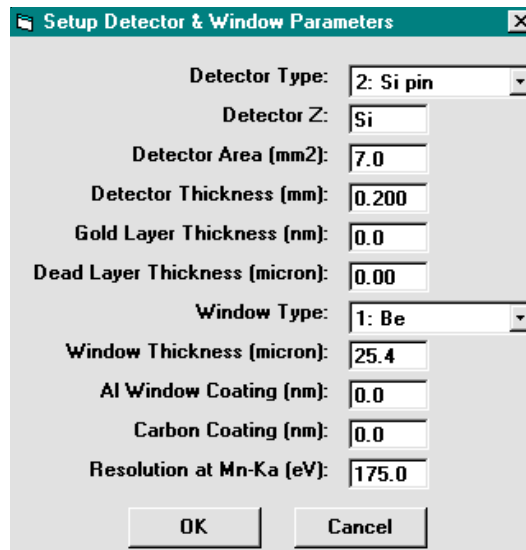 Setup Detector & Window Parameters
Detector Type: 2: Si pin
Detector Z: Si
Detector Area (mm2): 7.0
Detector Thickness (mm): 0.200
Gold Layer Thickness (nm): 0.0
Dead Layer Thickness (micron): 0.00
Window Type: 1: Be
Window Thickness (micron): 25.4
Al Window Coating (nm): 0.0
Carbon Coating (nm): 0.0
Resolution at Mn-Ka (eV): 175.0
OK Cancel